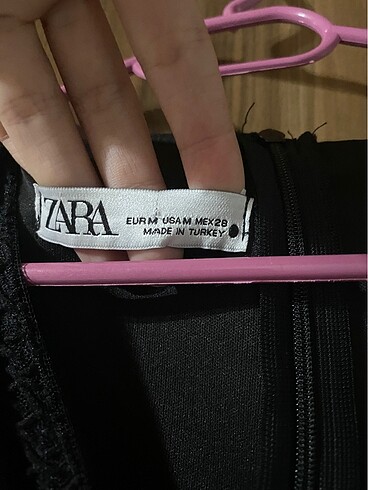 ZARA
EUR M USA M MEX 28
MADE IN TURKEY